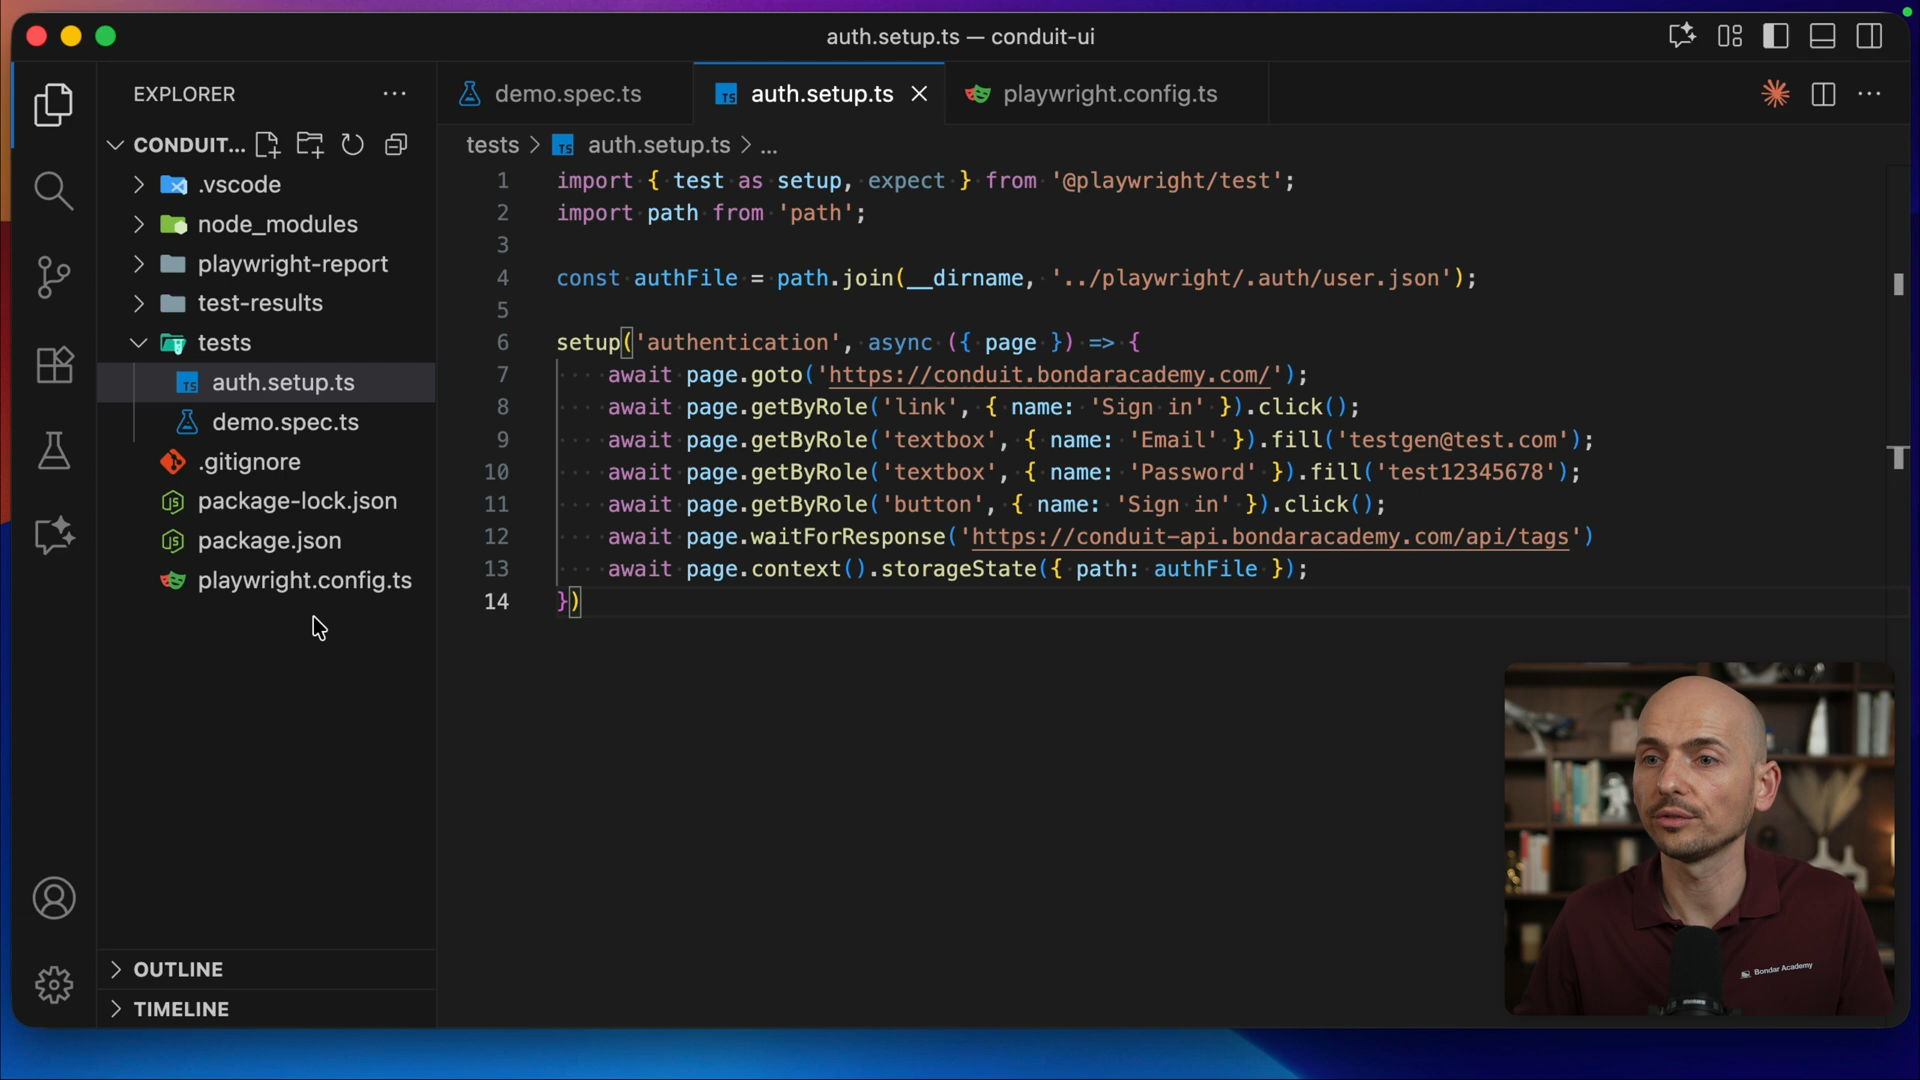 auth.setup.ts — conduit-ui
EXPLORER
CONDUIT...
.vscode
node_modules
playwright-report
test-results
tests
auth.setup.ts
demo.spec.ts
.gitignore
package-lock.json
package.json
playwright.config.ts
OUTLINE
TIMELINE
demo.spec.ts
auth.setup.ts
playwright.config.ts
tests > auth.setup.ts > ...
1 import { test as setup, expect } from '@playwright/test';
2 import path from 'path';
3
4 const authFile = path.join(__dirname, '../playwright/.auth/user.json');
5
6 setup('authentication', async ({ page }) => {
7 await page.goto('https://conduit.bondaracademy.com/');
8 await page.getByRole('link', { name: 'Sign in' }).click();
9 await page.getByRole('textbox', { name: 'Email' }).fill('testgen@test.com');
10 await page.getByRole('textbox', { name: 'Password' }).fill('test12345678');
11 await page.getByRole('button', { name: 'Sign in' }).click();
12 await page.waitForResponse('https://conduit-api.bondaracademy.com/api/tags')
13 await page.context().storageState({ path: authFile });
14 })
Bondar Academy